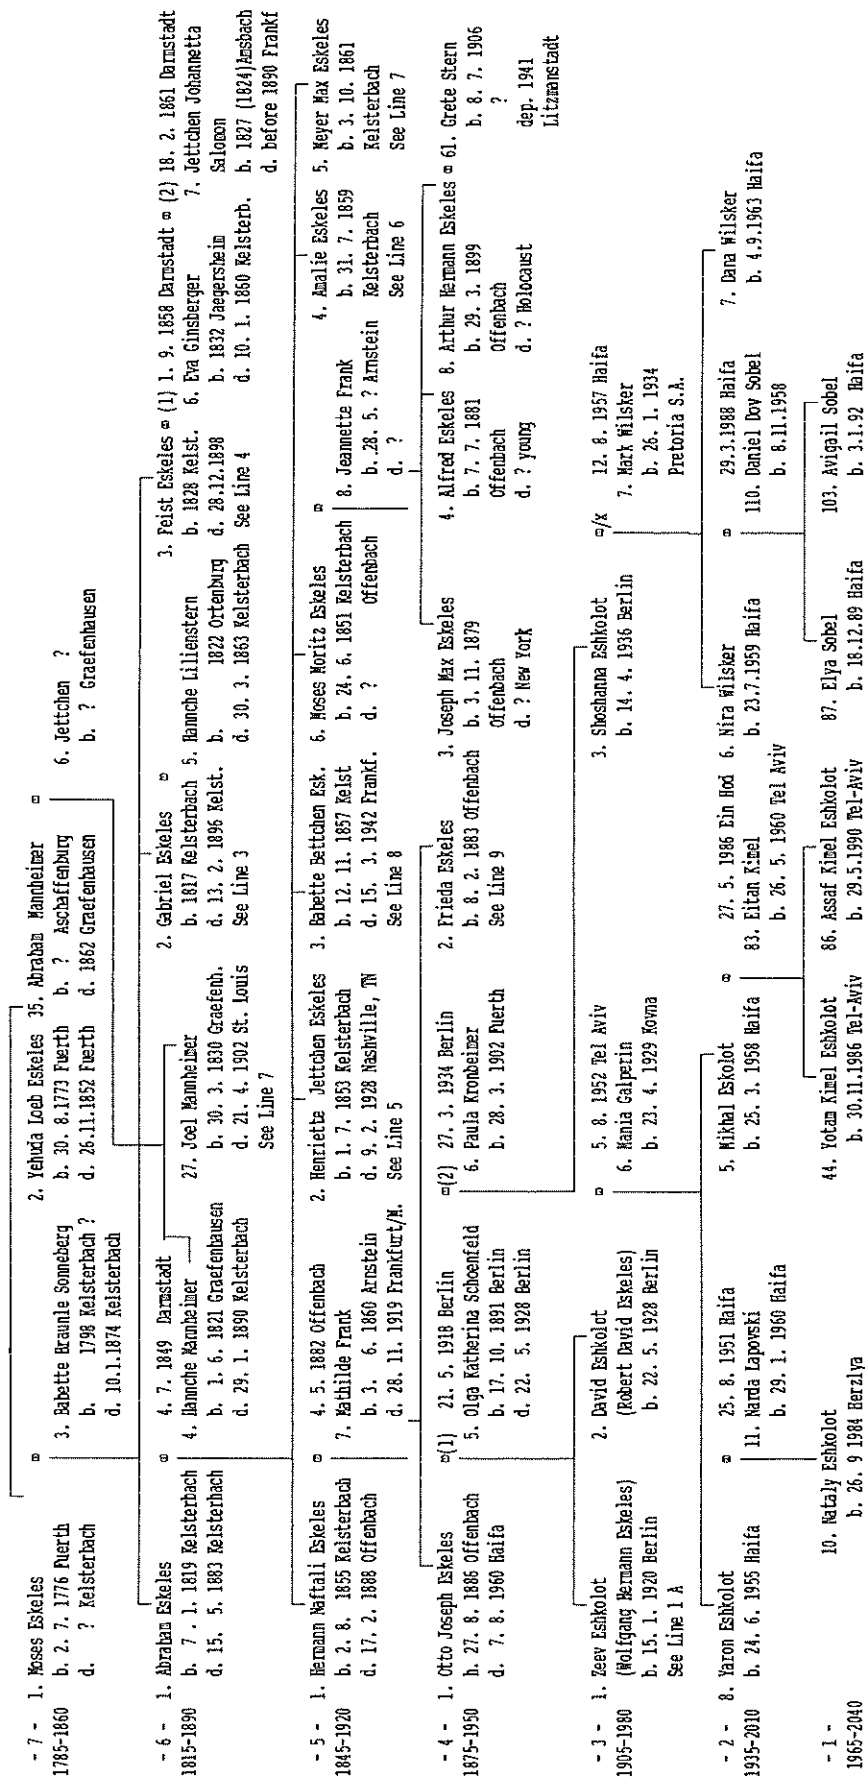 - 7 -
1785-1860
1. Moses Eskeles
b. 2. 7. 1776 Fuerth
d. ? Kelsterbach
∞
3. Babette Braunle Sonneberg
b. 1798 Kelsterbach ?
d. 10.1.1874 Kelsterbach
2. Yehuda Loeb Eskeles
b. 30. 8.1773 Fuerth
d. 26.11.1852 Fuerth
35. Abraham Mannheimer
b. ? Aschaffenburg
d. 1862 Graefenhausen
∞
6. Jettchen ?
b. ? Graefenhausen
- 6 -
1815-1890
1. Abraham Eskeles
b. 7. 1. 1819 Kelsterbach
d. 15. 5. 1883 Kelsterbach
∞ 4. 7. 1849 Darmstadt
4. Hannche Mannheimer
b. 1. 6. 1821 Graefenhausen
d. 29. 1. 1890 Kelsterbach
27. Joel Mannheimer
b. 30. 3. 1830 Graefenh.
d. 21. 4. 1902 St. Louis
See Line 7
2. Gabriel Eskeles ∞
b. 1817 Kelsterbach
d. 13. 2. 1896 Kelst.
See Line 3
5. Hannche Lilienstern
b. 1822 Ortenburg
d. 30. 3. 1863 Kelsterbach
3. Feist Eskeles ∞ (1) 1. 9. 1858 Darmstadt ∞ (2) 18. 2. 1861 Darmstadt
b. 1828 Kelst.
d. 28.12.1898
See Line 4
6. Eva Ginsberger
b. 1832 Jaegersheim
d. 10. 1. 1860 Kelsterb.
7. Jettchen Johannetta
Salomon
b. 1827 (1824)Ansbach
d. before 1890 Frankf
- 5 -
1845-1920
1. Hermann Naftali Eskeles
b. 2. 8. 1855 Kelsterbach
d. 17. 2. 1888 Offenbach
∞ 4. 5. 1882 Offenbach
7. Mathilde Frank
b. 3. 6. 1860 Arnstein
d. 28. 11. 1919 Frankfurt/M.
2. Henriette Jettchen Eskeles
b. 1. 7. 1853 Kelsterbach
d. 9. 2. 1928 Nashville, TN
See Line 5
3. Babette Bettchen Esk.
b. 12. 11. 1857 Kelst
d. 15. 3. 1942 Frankf.
See Line 8
6. Moses Moritz Eskeles
b. 24. 6. 1851 Kelsterbach
d. ? Offenbach
∞
8. Jeannette Frank
b. 28. 5. ? Arnstein
d. ?
4. Amalie Eskeles
b. 31. 7. 1859
Kelsterbach
See Line 6
5. Meyer Max Eskeles
b. 3. 10. 1861
Kelsterbach
See Line 7
- 4 -
1875-1950
1. Otto Joseph Eskeles
b. 27. 8. 1886 Offenbach
d. 7. 8. 1960 Haifa
∞(1) 21. 5. 1918 Berlin
5. Olga Katherina Schoenfeld
b. 17. 10. 1891 Berlin
d. 22. 5. 1928 Berlin
∞(2) 27. 3. 1934 Berlin
6. Paula Kronheimer
b. 28. 3. 1902 Fuerth
2. Frieda Eskeles
b. 8. 2. 1883 Offenbach
See Line 9
3. Joseph Max Eskeles
b. 3. 11. 1879
Offenbach
d. ? New York
4. Alfred Eskeles
b. 7. 7. 1881
Offenbach
d. ? young
8. Arthur Hermann Eskeles ∞
b. 29. 3. 1899
Offenbach
d. ? Holocaust
61. Grete Stern
b. 8. 7. 1906
?
dep. 1941
Litzmanstadt
- 3 -
1905-1980
1. Zeev Eshkolot
(Wolfgang Hermann Eskeles)
b. 15. 1. 1920 Berlin
See Line 1 A
2. David Eshkolot
(Robert David Eskeles)
b. 22. 5. 1928 Berlin
∞ 5. 8. 1952 Tel Aviv
6. Mania Galperin
b. 23. 4. 1929 Kovna
3. Shoshanna Eshkolot
b. 14. 4. 1936 Berlin
∞/x 12. 8. 1957 Haifa
7. Mark Wilsker
b. 26. 1. 1934
Pretoria S.A.
- 2 -
1935-2010
8. Yaron Eshkolot
b. 24. 6. 1955 Haifa
∞ 25. 8. 1951 Haifa
11. Narda Lapovski
b. 29. 1. 1960 Haifa
5. Mikhal Eskolot
b. 25. 3. 1958 Haifa
∞ 27. 5. 1986 Ein Hod
83. Eitan Kimel
b. 26. 5. 1960 Tel Aviv
6. Nira Wilsker
b. 23.7.1959 Haifa
∞ 29.3.1988 Haifa
110. Daniel Dov Sobel
b. 8.11.1958
7. Dana Wilsker
b. 4.9.1963 Haifa
- 1 -
1965-2040
10. Nataly Eshkolot
b. 26. 9 1984 Herzlya
44. Yotam Kimel Eshkolot
b. 30.11.1986 Tel-Aviv
86. Assaf Kimel Eshkolot
b. 29.5.1990 Tel-Aviv
87. Elya Sobel
b. 18.12.89 Haifa
103. Avigail Sobel
b. 3.1.92 Haifa